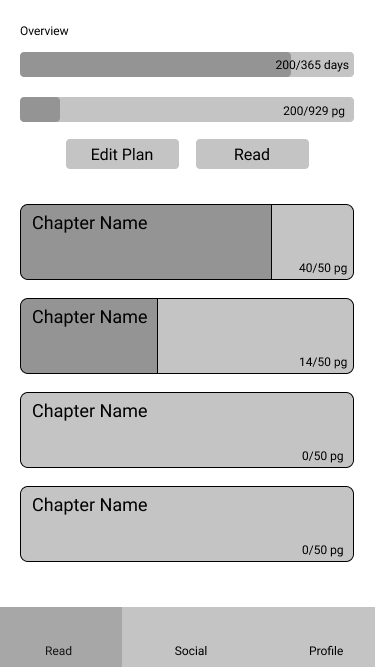 Overview
200/365 days
200/929 pg
Edit Plan
Read
Chapter Name
40/50 pg
Chapter Name
14/50 pg
Chapter Name
0/50 pg
Chapter Name
0/50 pg
Read
Social
Profile